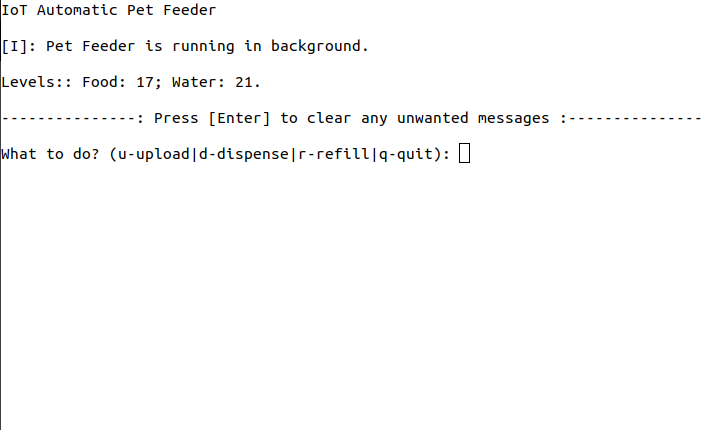 IoT Automatic Pet Feeder
[I]: Pet Feeder is running in background.
Levels:: Food: 17; Water: 21.
---------------: Press [Enter] to clear any unwanted messages :---------------
What to do? (u-upload|d-dispense|r-refill|q-quit):